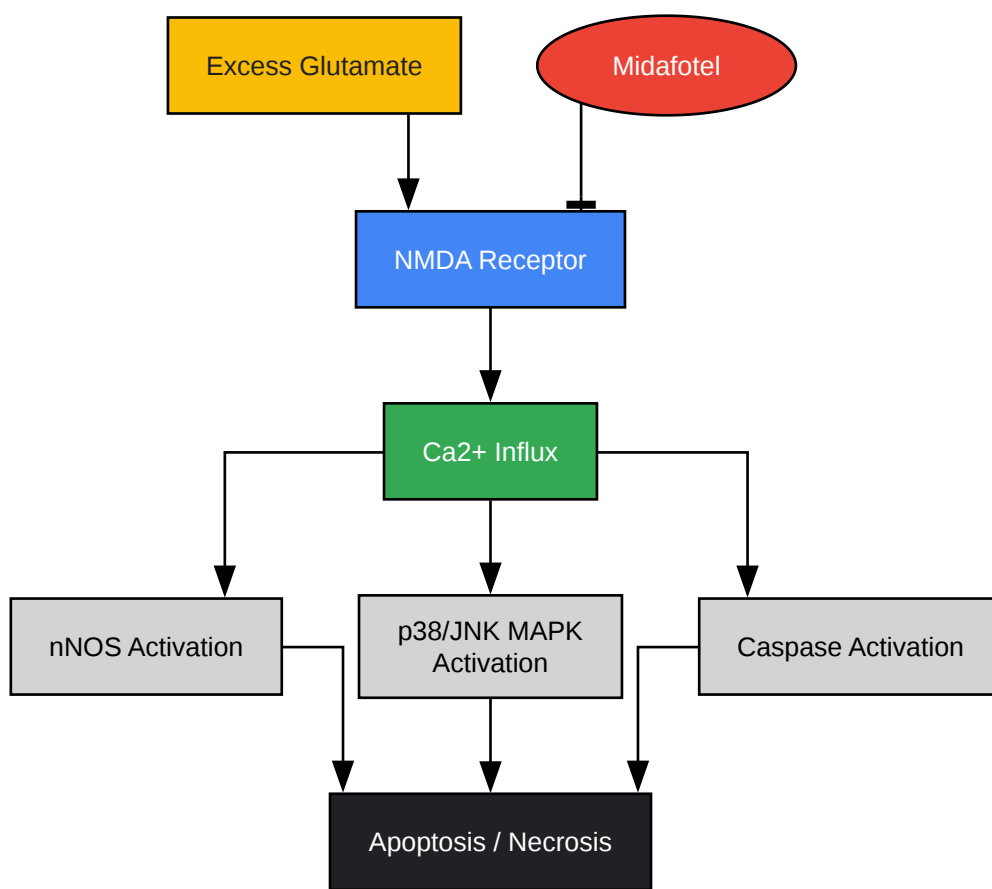 Excess Glutamate
Midafotel
NMDA Receptor
Ca2+ Influx
nNOS Activation
p38/JNK MAPK
Activation
Caspase Activation
Apoptosis / Necrosis